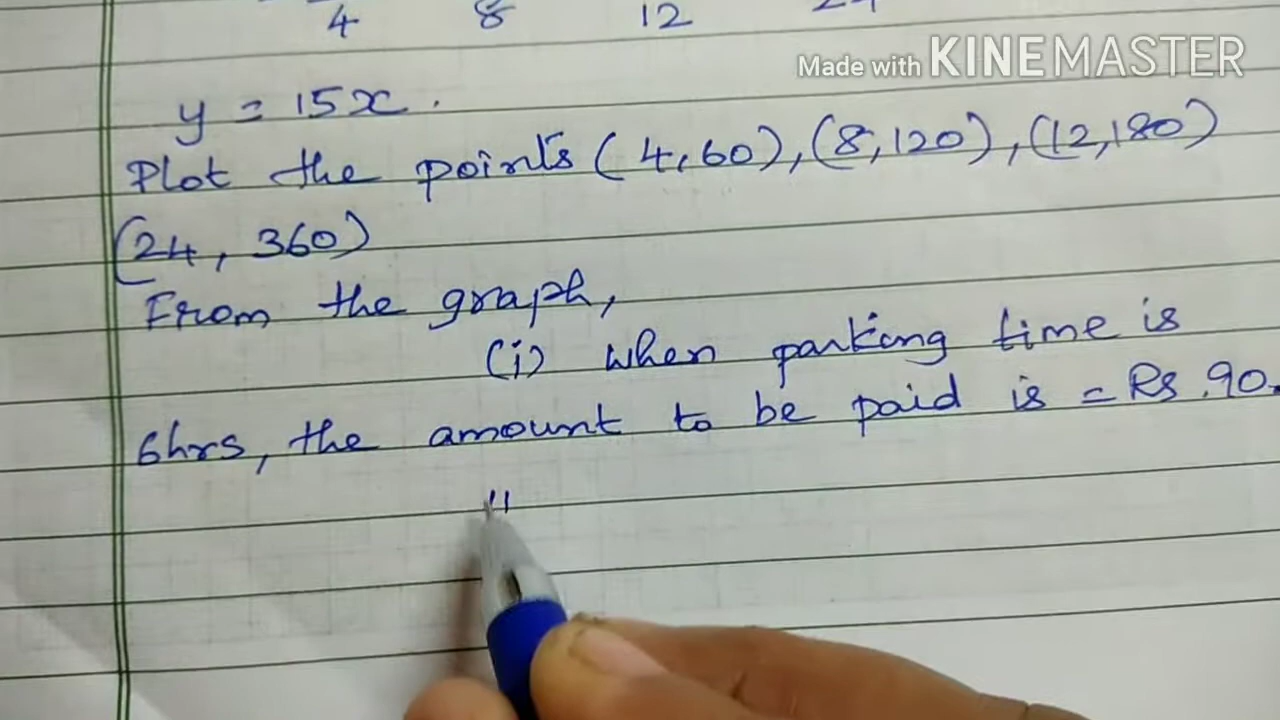 4 8 12
Made with KINEMASTER
y = 15x.
Plot the points (4,60), (8,120), (12,180)
(24, 360)
From the graph,
(i) when parking time is
6hrs, the amount to be paid is = Rs.90.